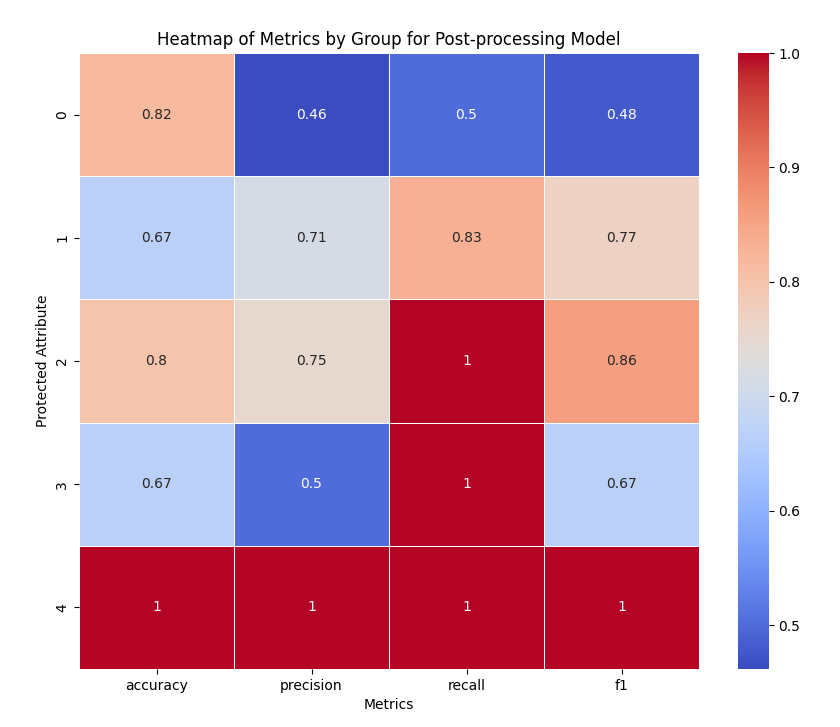 Heatmap of Metrics by Group for Post-processing Model
Protected Attribute
0 0.82 0.46 0.5 0.48
1 0.67 0.71 0.83 0.77
2 0.8 0.75 1 0.86
3 0.67 0.5 1 0.67
4 1 1 1 1
accuracy precision recall f1
Metrics
1.0
0.9
0.8
0.7
0.6
0.5